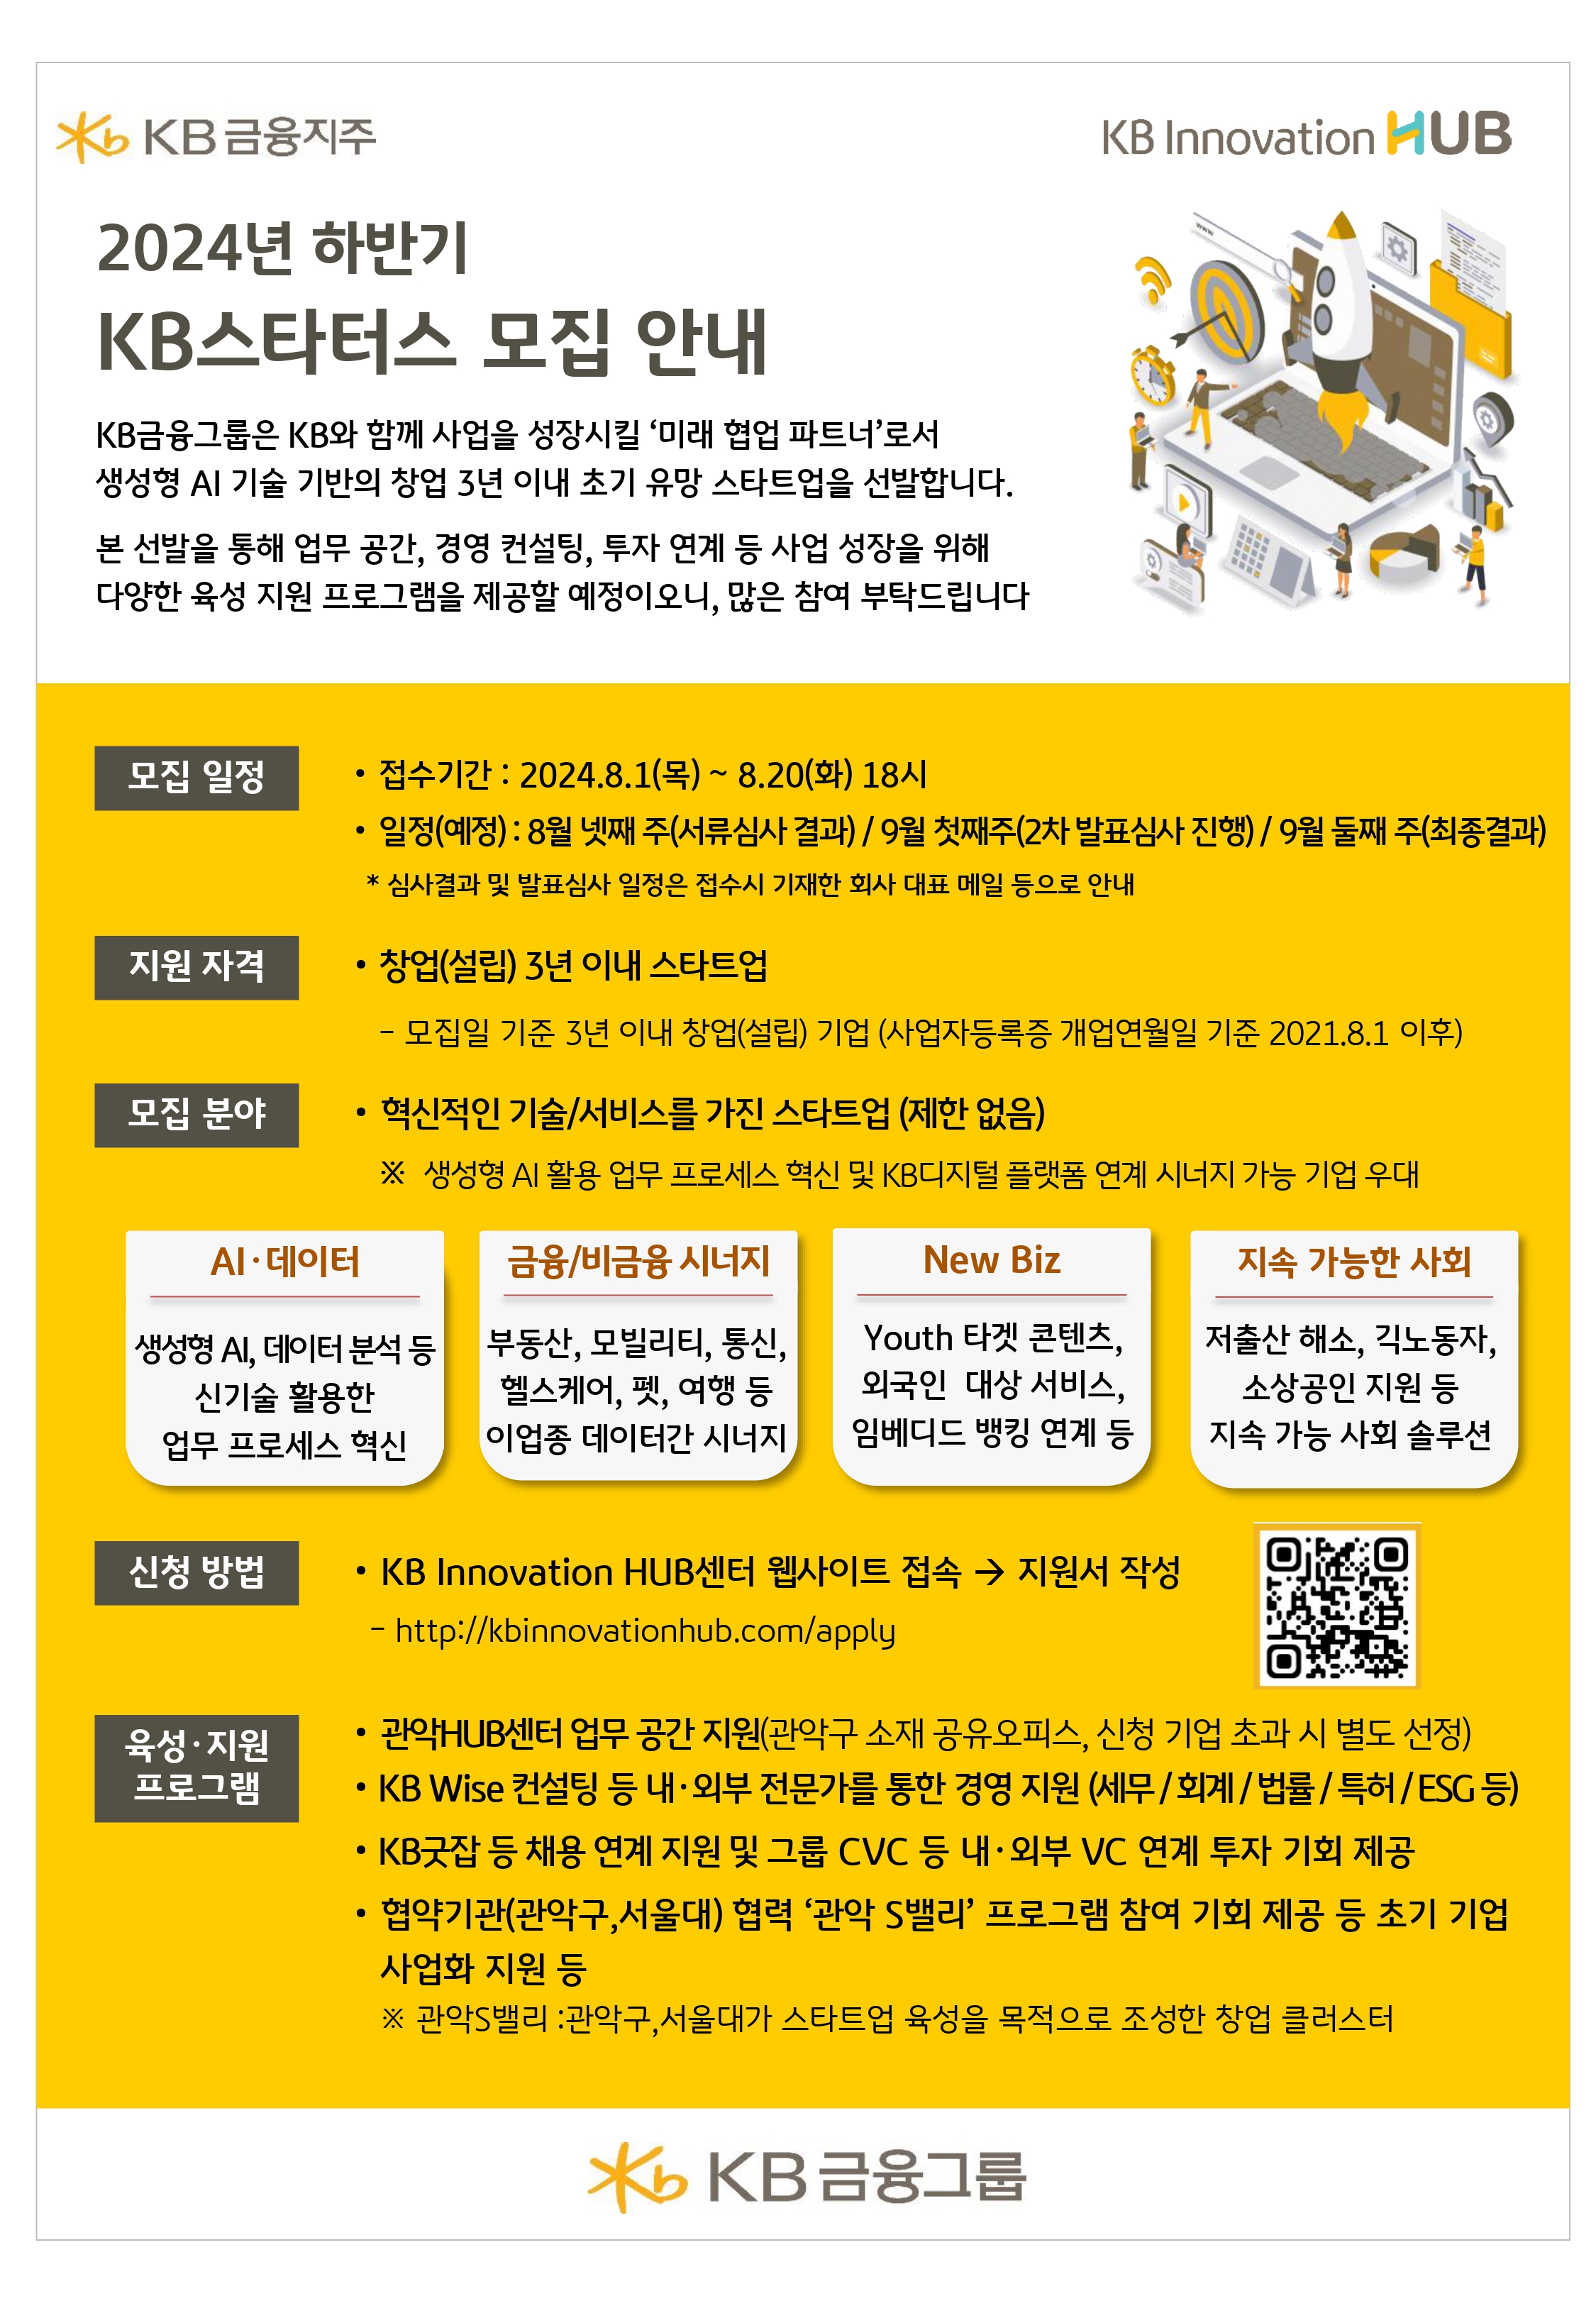 KB금융지주
KB Innovation HUB
2024년 하반기
KB스타터스 모집 안내
KB금융그룹은 KB와 함께 사업을 성장시킬 ‘미래 협업 파트너’로서
생성형 AI 기술 기반의 창업 3년 이내 초기 유망 스타트업을 선발합니다.
본 선발을 통해 업무 공간, 경영 컨설팅, 투자 연계 등 사업 성장을 위해
다양한 육성 지원 프로그램을 제공할 예정이오니, 많은 참여 부탁드립니다
www
모집 일정
• 접수기간 : 2024.8.1(목) ~ 8.20(화) 18시
• 일정(예정) : 8월 넷째 주(서류심사 결과) / 9월 첫째주(2차 발표심사 진행) / 9월 둘째 주(최종결과)
* 심사결과 및 발표심사 일정은 접수시 기재한 회사 대표 메일 등으로 안내
지원 자격
• 창업(설립) 3년 이내 스타트업
- 모집일 기준 3년 이내 창업(설립) 기업 (사업자등록증 개업연월일 기준 2021.8.1 이후)
모집 분야
• 혁신적인 기술/서비스를 가진 스타트업 (제한 없음)
※ 생성형 AI 활용 업무 프로세스 혁신 및 KB디지털 플랫폼 연계 시너지 가능 기업 우대
AI·데이터
생성형 AI, 데이터 분석 등
신기술 활용한
업무 프로세스 혁신
금융/비금융 시너지
부동산, 모빌리티, 통신,
헬스케어, 펫, 여행 등
이업종 데이터간 시너지
New Biz
Youth 타겟 콘텐츠,
외국인 대상 서비스,
임베디드 뱅킹 연계 등
지속 가능한 사회
저출산 해소, 긱노동자,
소상공인 지원 등
지속 가능 사회 솔루션
신청 방법
• KB Innovation HUB센터 웹사이트 접속 → 지원서 작성
- http://kbinnovationhub.com/apply
육성·지원
프로그램
• 관악HUB센터 업무 공간 지원(관악구 소재 공유오피스, 신청 기업 초과 시 별도 선정)
• KB Wise 컨설팅 등 내·외부 전문가를 통한 경영 지원 (세무 / 회계 / 법률 / 특허 / ESG 등)
• KB굿잡 등 채용 연계 지원 및 그룹 CVC 등 내·외부 VC 연계 투자 기회 제공
• 협약기관(관악구,서울대) 협력 ‘관악 S밸리’ 프로그램 참여 기회 제공 등 초기 기업
사업화 지원 등
※ 관악S밸리 :관악구,서울대가 스타트업 육성을 목적으로 조성한 창업 클러스터
KB금융그룹